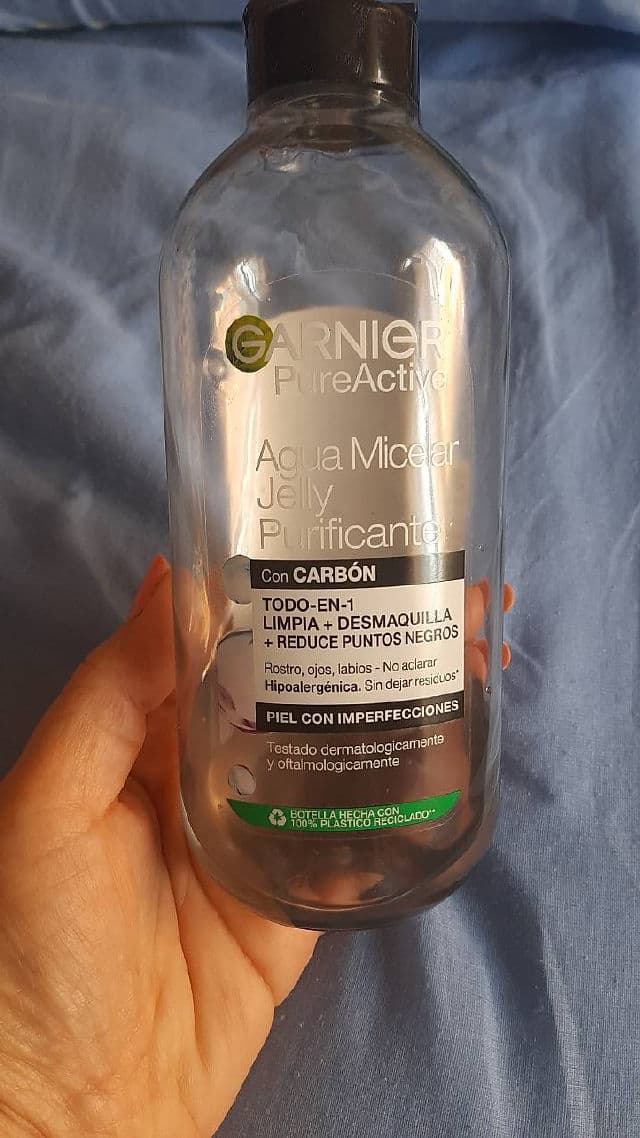 GARNIER
PureActive
Agua Micelar
Jelly
Purificante
Con CARBÓN
TODO-EN-1
LIMPIA + DESMAQUILLA
+ REDUCE PUNTOS NEGROS
Rostro, ojos, labios - No aclarar
Hipoalergénica. Sin dejar residuos*
PIEL CON IMPERFECCIONES
Testado dermatologicamente
y oftalmologicamente
BOTELLA HECHA CON
100% PLASTICO RECICLADO**